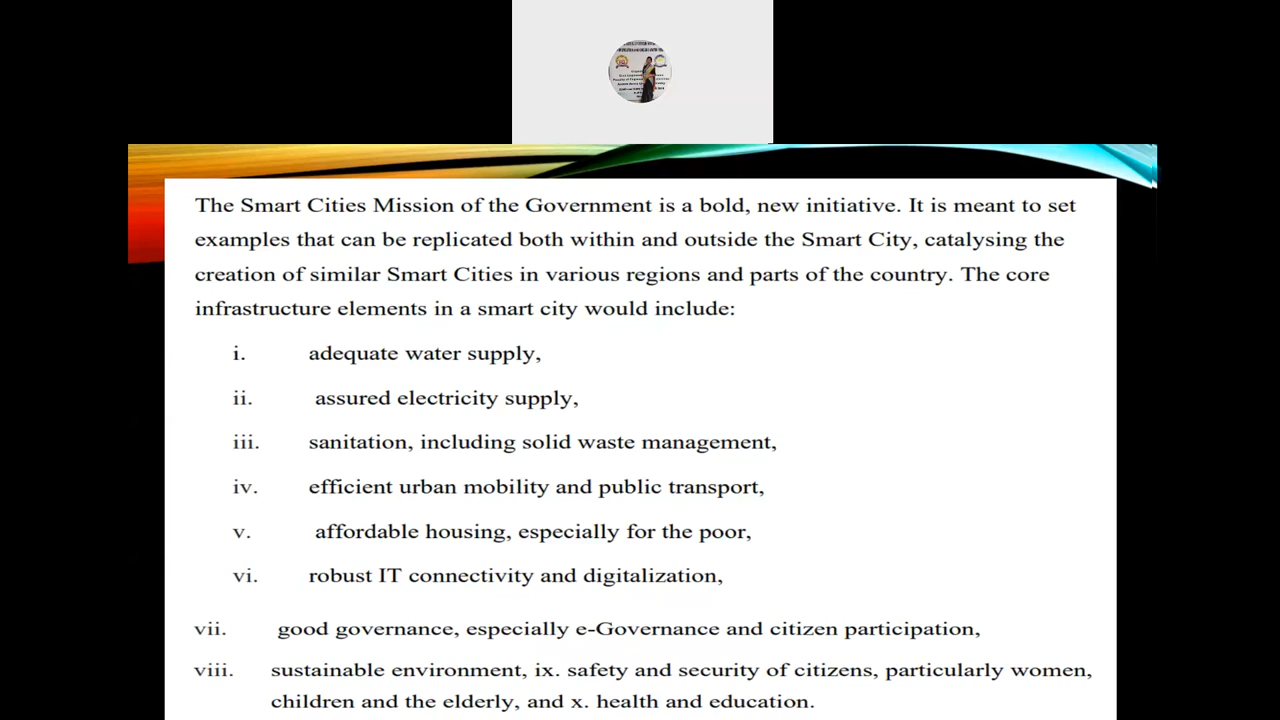 The Smart Cities Mission of the Government is a bold, new initiative. It is meant to set
examples that can be replicated both within and outside the Smart City, catalysing the
creation of similar Smart Cities in various regions and parts of the country. The core
infrastructure elements in a smart city would include:
i. adequate water supply,
ii. assured electricity supply,
iii. sanitation, including solid waste management,
iv. efficient urban mobility and public transport,
v. affordable housing, especially for the poor,
vi. robust IT connectivity and digitalization,
vii. good governance, especially e-Governance and citizen participation,
viii. sustainable environment, ix. safety and security of citizens, particularly women,
children and the elderly, and x. health and education.